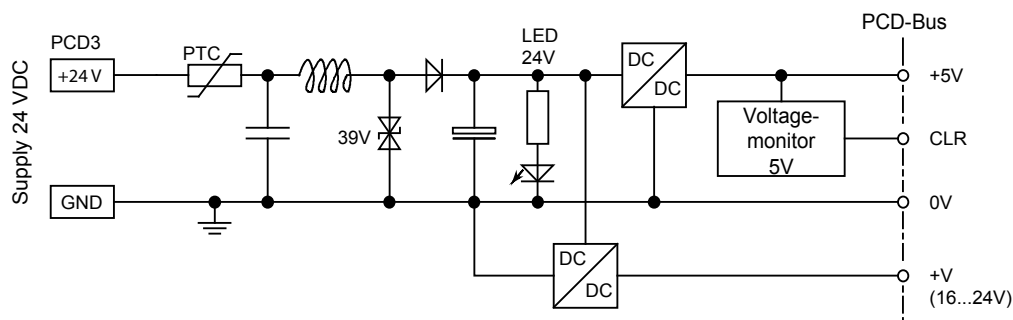 PCD-Bus
PCD3
PTC
LED
24V
Supply 24 VDC
+24 V
DC
DC
+5V
39V
Voltage-
monitor
5V
CLR
GND
0V
DC
DC
+V
(16...24V)